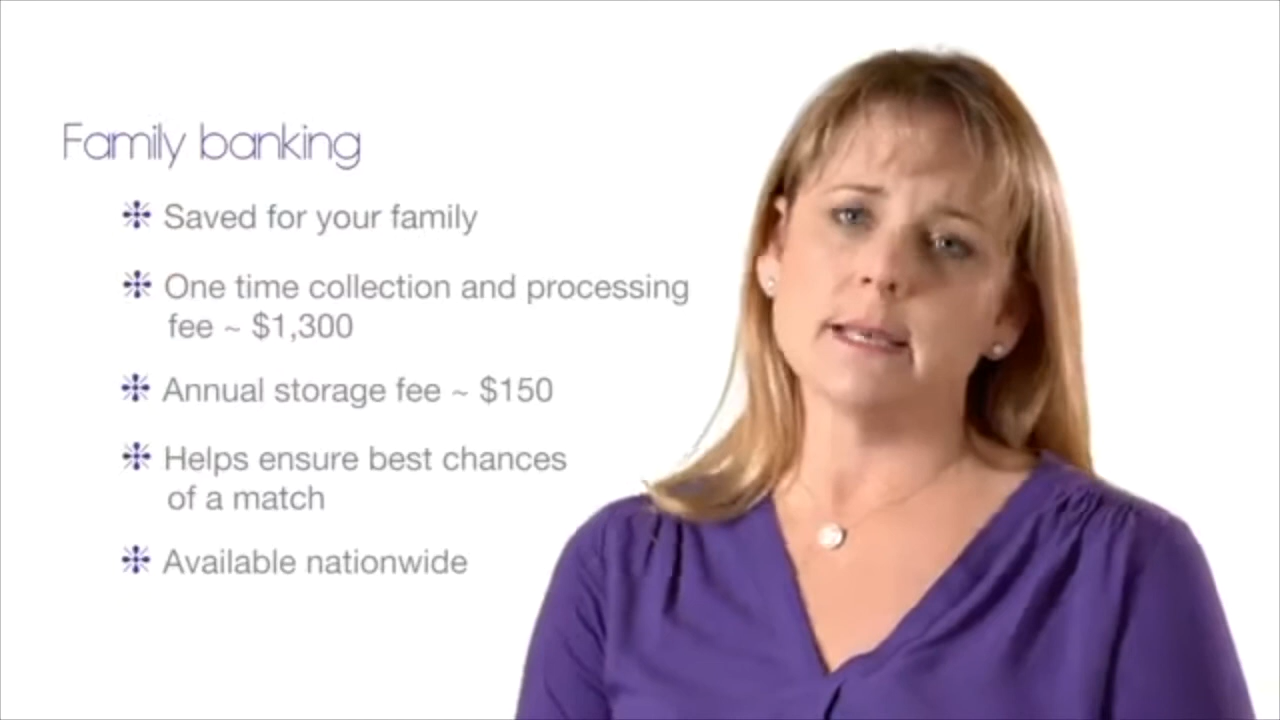 Family banking
Saved for your family
One time collection and processing
fee ~ $1,300
Annual storage fee ~ $150
Helps ensure best chances
of a match
Available nationwide